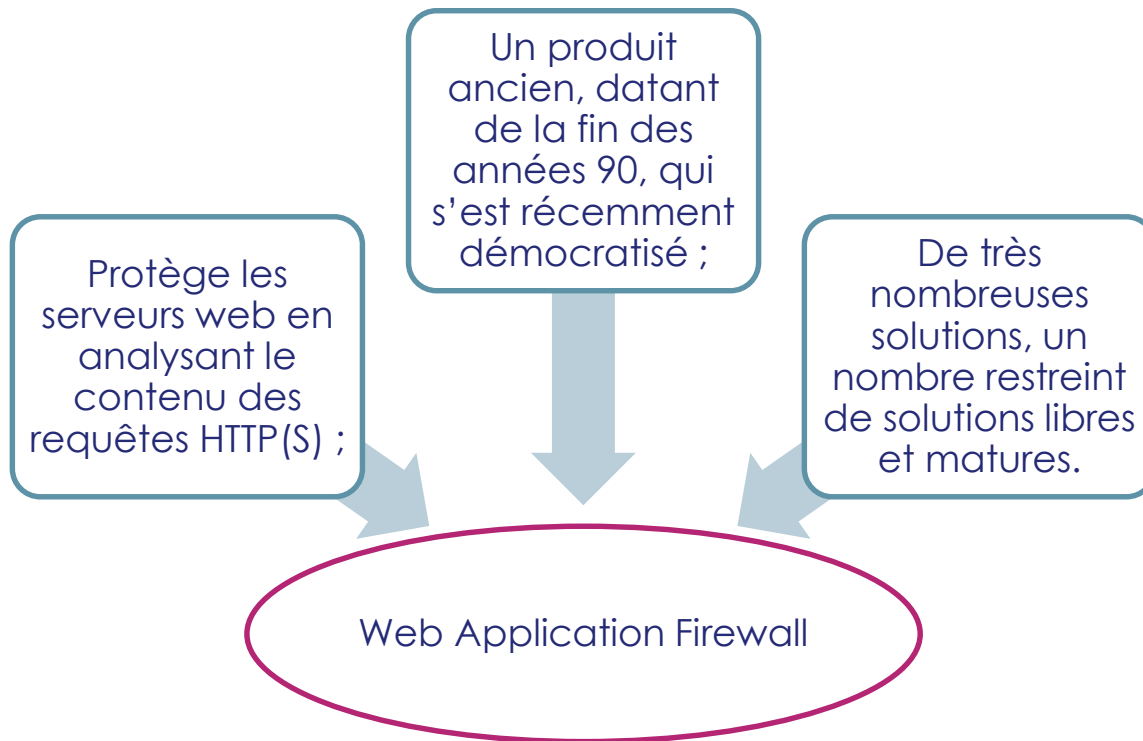 Protège les
serveurs web en
analysant le
contenu des
requêtes HTTP(S) ;
Un produit
ancien, datant
de la fin des
années 90, qui
s’est récemment
démocratisé ;
De très
nombreuses
solutions, un
nombre restreint
de solutions libres
et matures.
Web Application Firewall